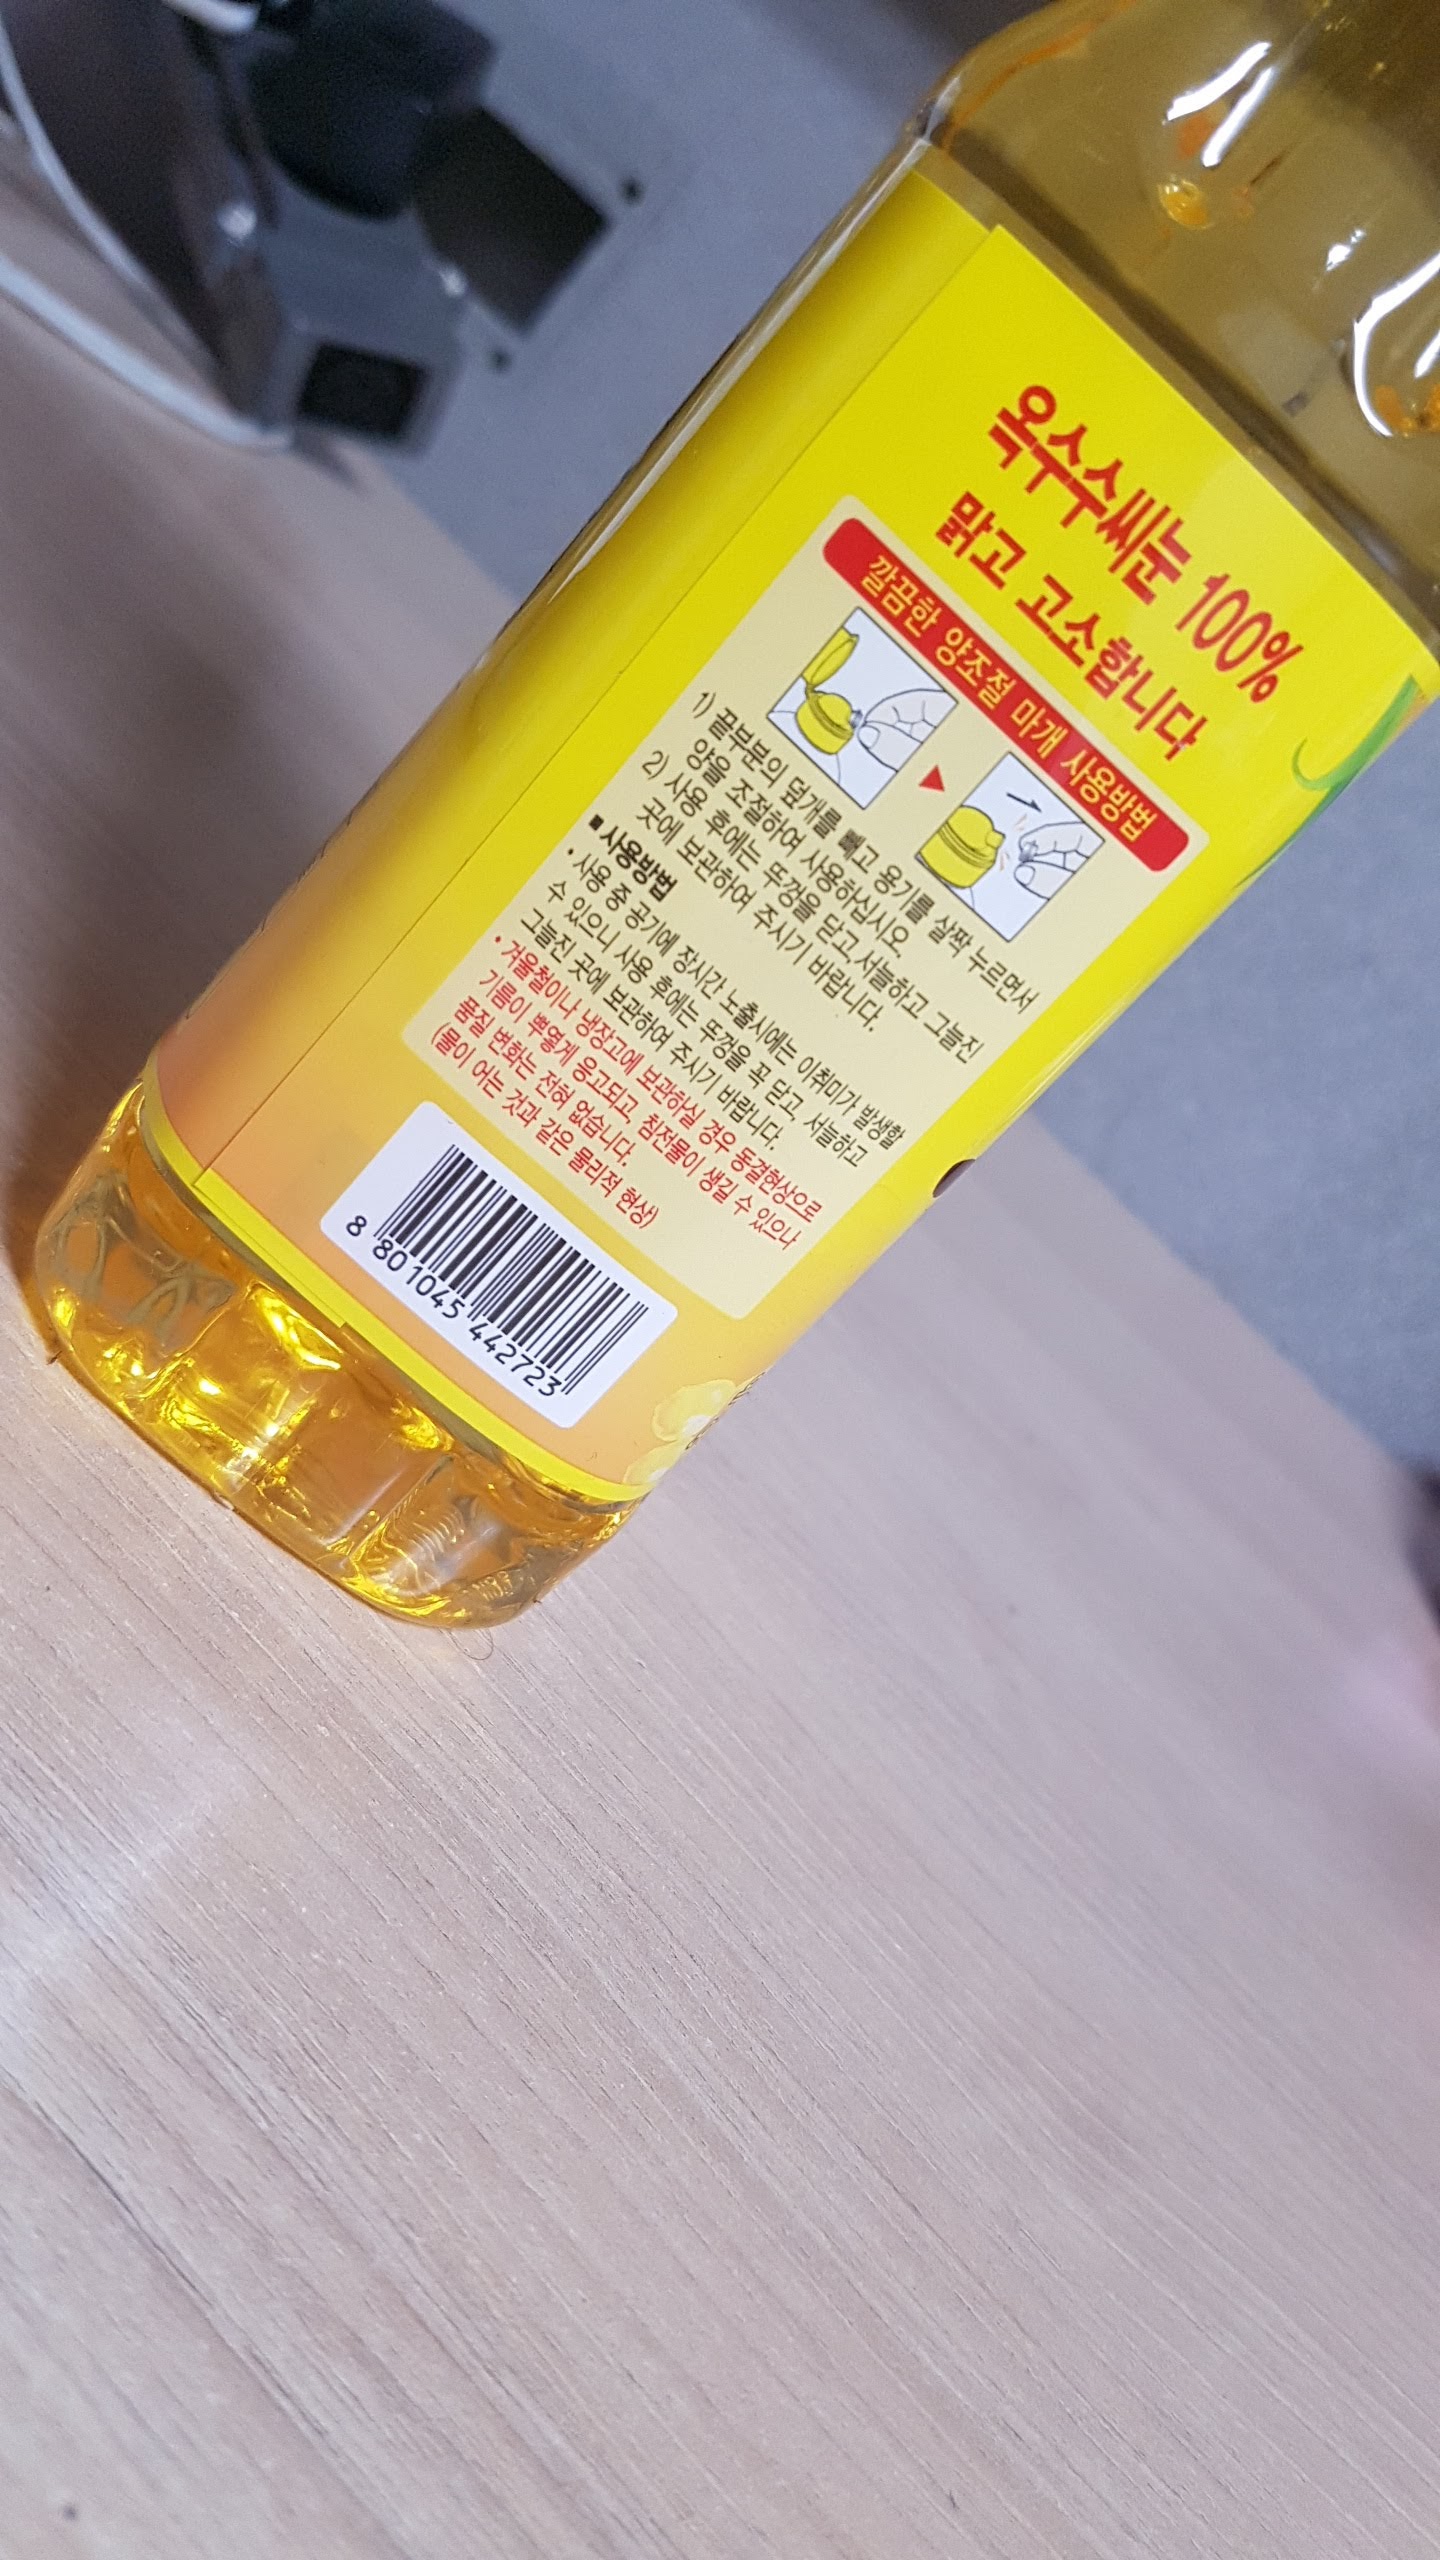 옥수수씨눈 100%
맑고 고소합니다
깔끔한 양조절 마개 사용방법
1) 끝부분의 덮개를 빼고 용기를 살짝 누르면서
양을 조절하여 사용하십시오.
2) 사용 후에는 뚜껑을 닫고,서늘하고 그늘진
곳에 보관하여 주시기 바랍니다.
■ 사용방법
• 사용 중 공기에 장시간 노출시에는 이취미가 발생할
수 있으니 사용 후에는 뚜껑을 꼭 닫고, 서늘하고
그늘진 곳에 보관하여 주시기 바랍니다.
• 겨울철이나 냉장고에 보관하실 경우 동결현상으로
기름이 뿌옇게 응고되고, 침전물이 생길 수 있으나
품질 변화는 전혀 없습니다.
(물이 어는 것과 같은 물리적 현상)
8 801045 442723